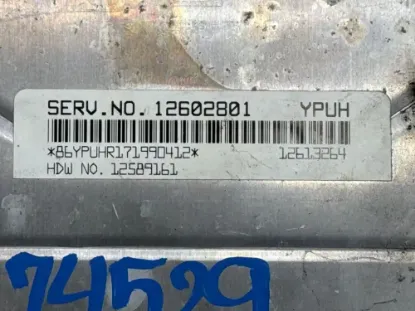 SERV.NO. 12602801 YPUH
*86YPUHR171990412* 12613264
HDW NO. 12589161
74529